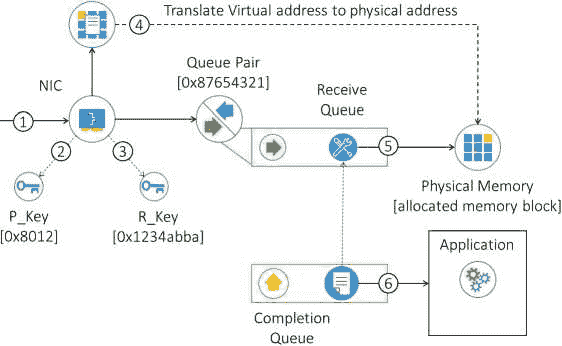 4
Translate Virtual address to physical address
NIC
Queue Pair
[0x87654321]
Receive
Queue
1
2
3
5
P_Key
[0x8012]
R_Key
[0x1234abba]
Physical Memory
[allocated memory block]
Application
6
Completion
Queue